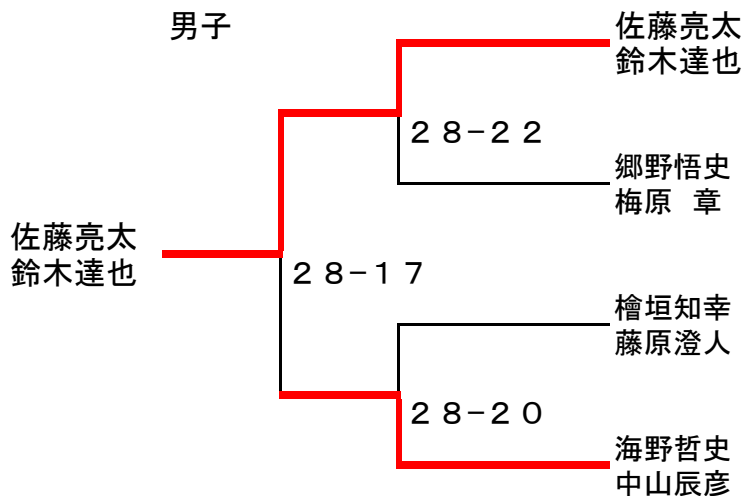 男子
佐藤亮太
鈴木達也
２８−２２
郷野悟史
梅原　章
佐藤亮太
鈴木達也
２８−１７
檜垣知幸
藤原澄人
２８−２０
海野哲史
中山辰彦